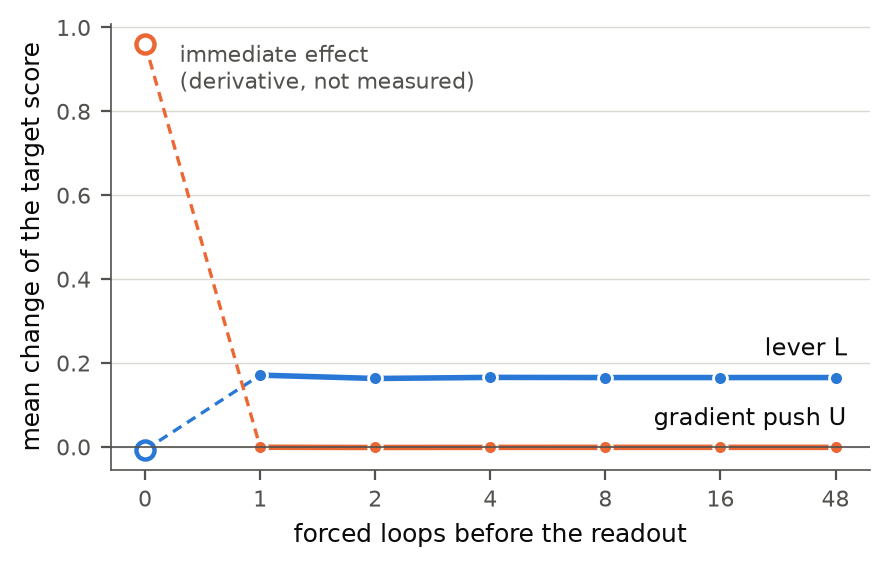 mean change of the target score
1.0
0.8
0.6
0.4
0.2
0.0
immediate effect
(derivative, not measured)
lever L
gradient push U
0 1 2 4 8 16 48
forced loops before the readout